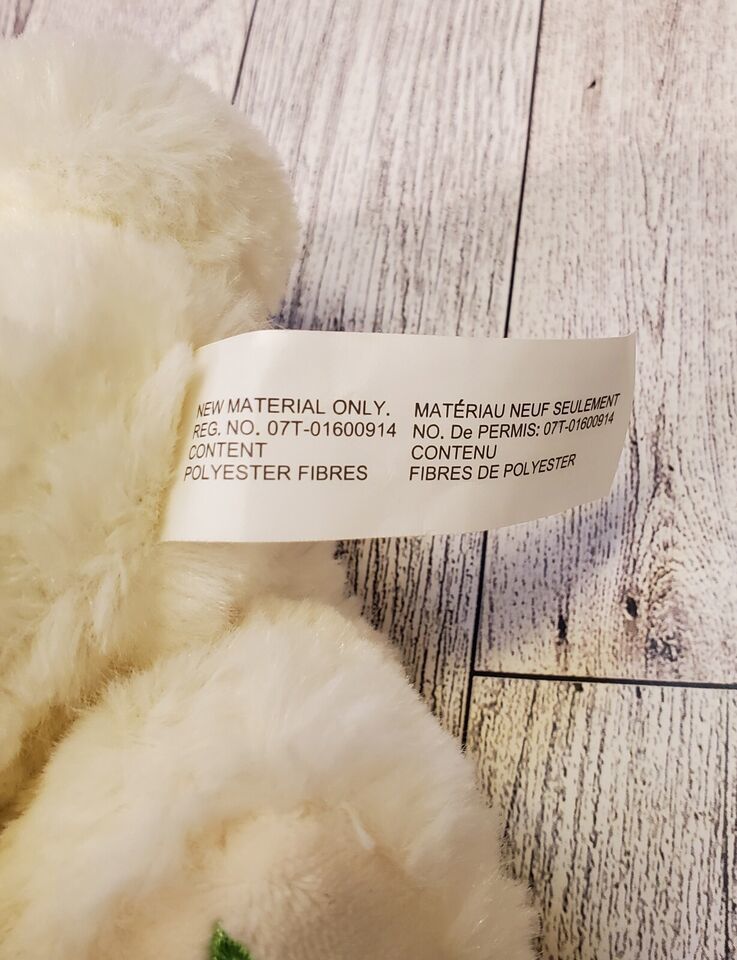 NEW MATERIAL ONLY.
REG. NO. 07T-01600914
CONTENT
POLYESTER FIBRES
MATÉRIAU NEUF SEULEMENT
NO. De PERMIS: 07T-01600914
CONTENU
FIBRES DE POLYESTER